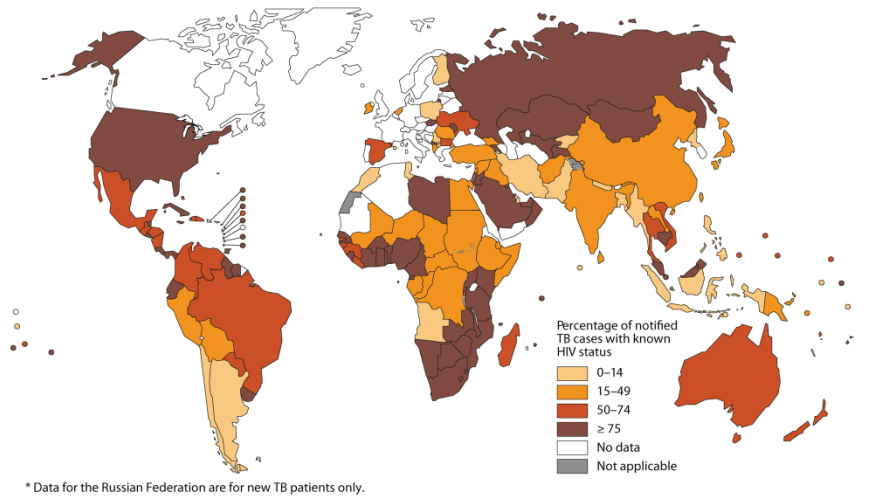 Percentage of notified
TB cases with known
HIV status
0–14
15–49
50–74
≥ 75
No data
Not applicable
* Data for the Russian Federation are for new TB patients only.